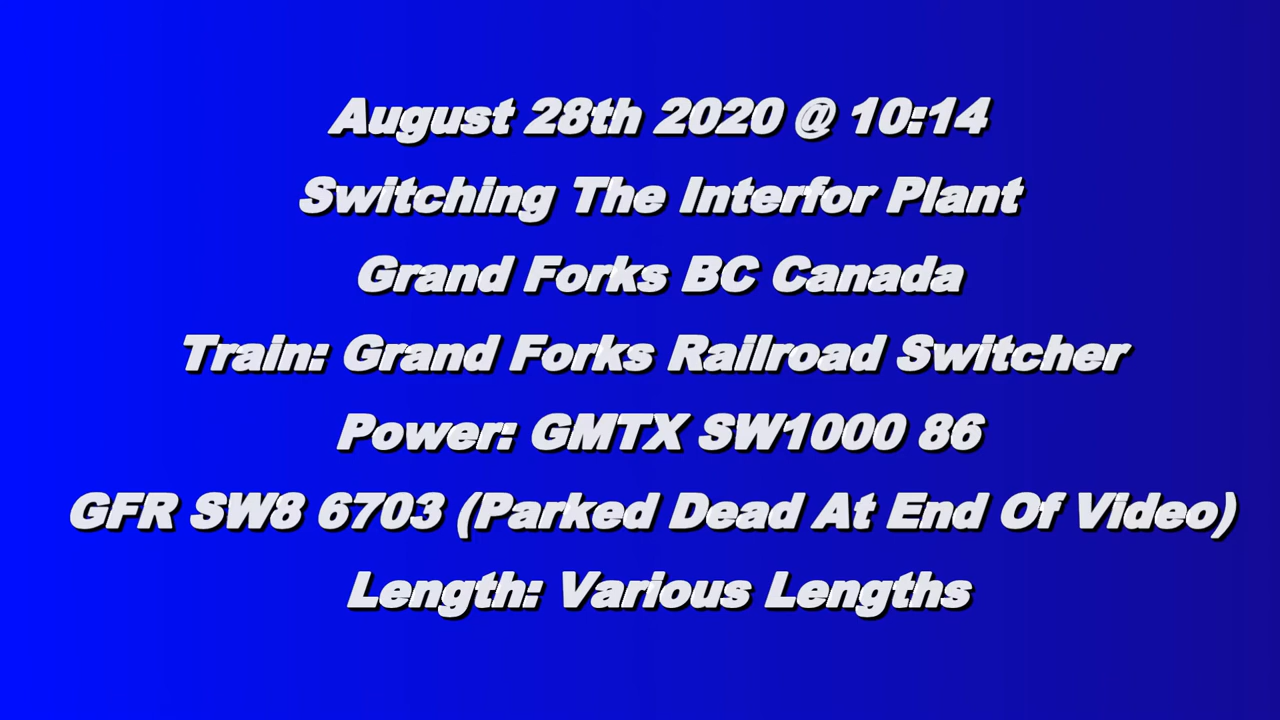 August 28th 2020 @ 10:14
Switching The Interfor Plant
Grand Forks BC Canada
Train: Grand Forks Railroad Switcher
Power: GMTX SW1000 86
GFR SW8 6703 (Parked Dead At End Of Video)
Length: Various Lengths